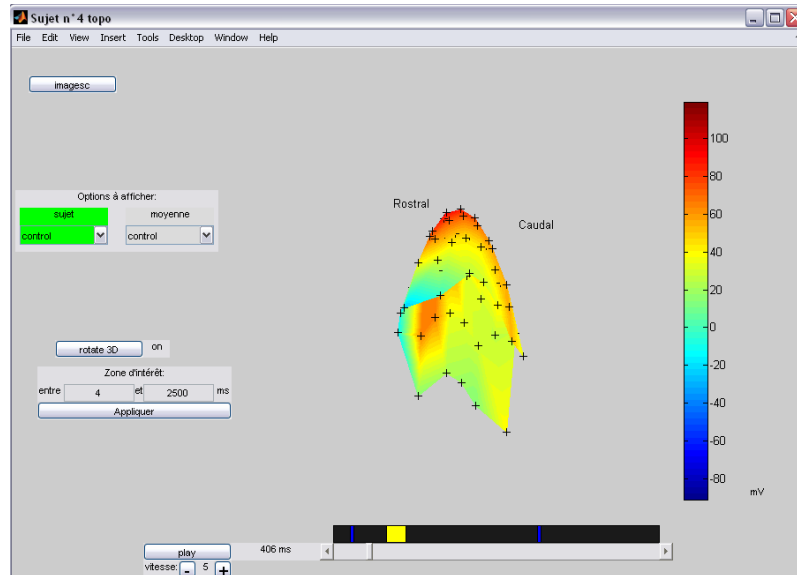 Sujet n°4 topo
File Edit View Insert Tools Desktop Window Help
imagesc
Options à afficher:
sujet moyenne
control control
Rostral
Caudal
100
80
60
40
20
0
-20
-40
-60
-80
mV
rotate 3D on
Zone d'intérêt:
entre 4 et 2500 ms
Appliquer
play 406 ms
vitesse: - 5 +